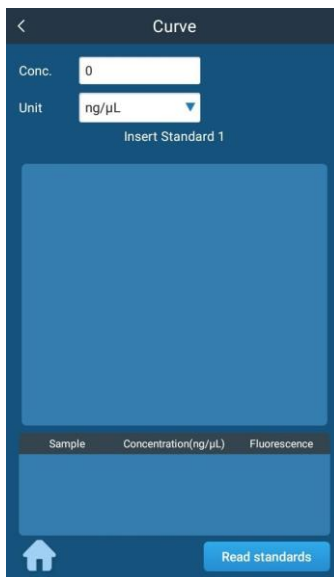 Curve
Conc. 0
Unit ng/μL
Insert Standard 1
Sample Concentration(ng/μL) Fluorescence
Read standards